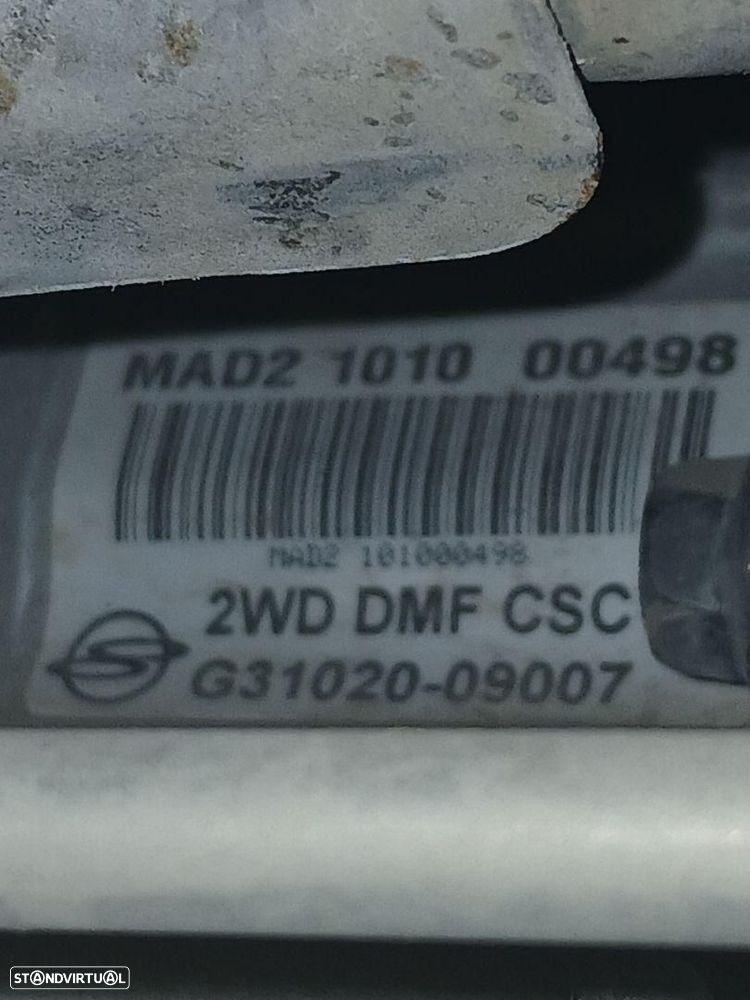 MAD2 1010 00498
MAD2 101000498
2WD DMF CSC
G31020-09007
STANDVIRTUAL